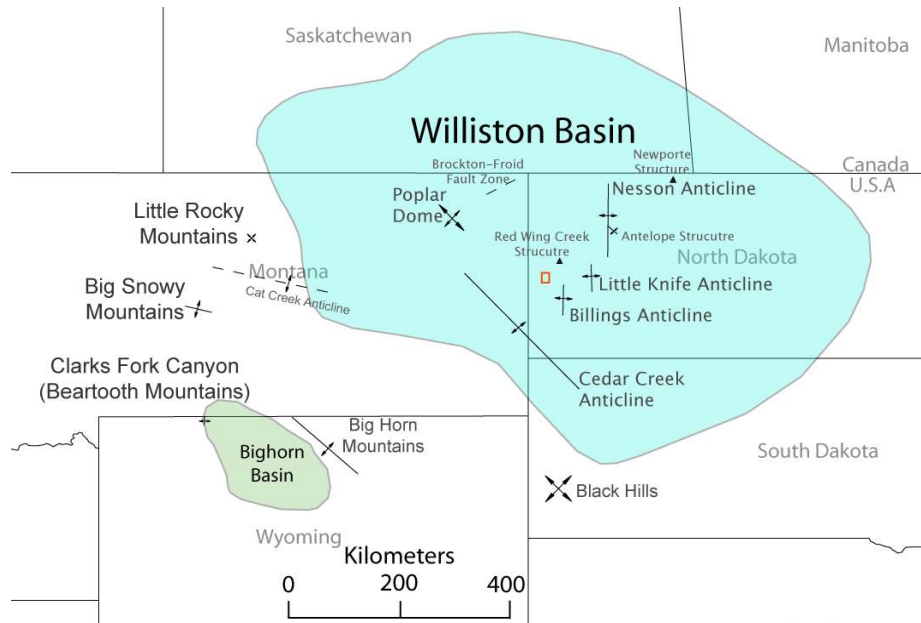 Saskatchewan
Manitoba
Williston Basin
Brockton-Froid
Fault Zone
Newporte
Structure
Canada
U.S.A
Poplar
Dome
Nesson Anticline
Little Rocky
Mountains
Red Wing Creek
Strucutre
Antelope Strucutre
North Dakota
Montana
Cat Creek Anticline
Little Knife Anticline
Big Snowy
Mountains
Billings Anticline
Clarks Fork Canyon
(Beartooth Mountains)
Cedar Creek
Anticline
Big Horn
Mountains
Bighorn
Basin
South Dakota
Black Hills
Wyoming
Kilometers
0 200 400